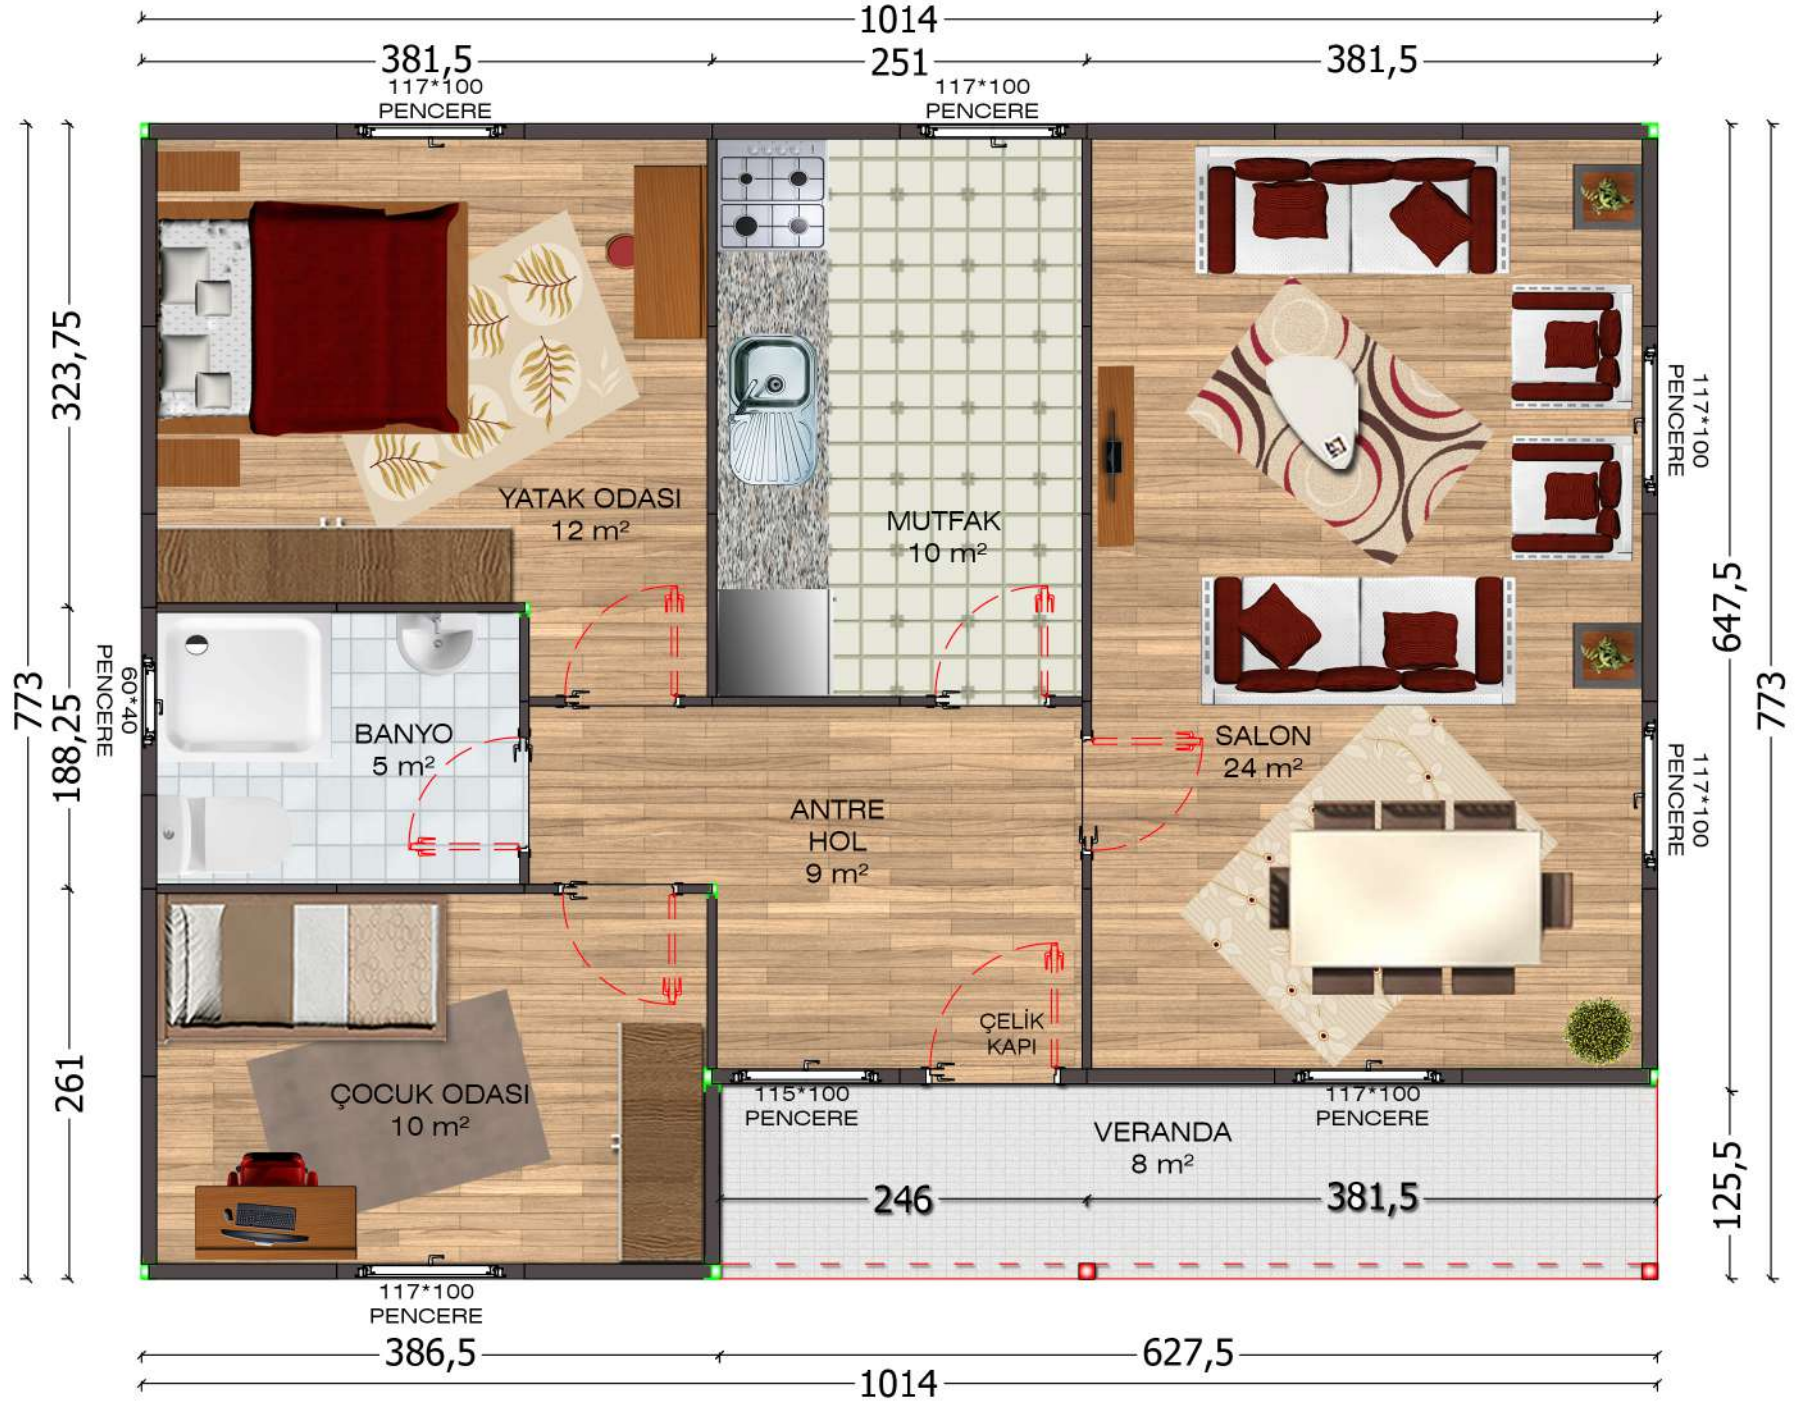 1014
381,5
251
381,5
117*100
PENCERE
117*100
PENCERE
323,75
YATAK ODASI
12 m²
MUTFAK
10 m²
117*100
PENCERE
647,5
773
773
188,25
60*40
PENCERE
BANYO
5 m²
SALON
24 m²
117*100
PENCERE
ANTRE
HOL
9 m²
ÇELİK
KAPI
261
ÇOCUK ODASI
10 m²
115*100
PENCERE
117*100
PENCERE
VERANDA
8 m²
125,5
246
381,5
117*100
PENCERE
386,5
627,5
1014